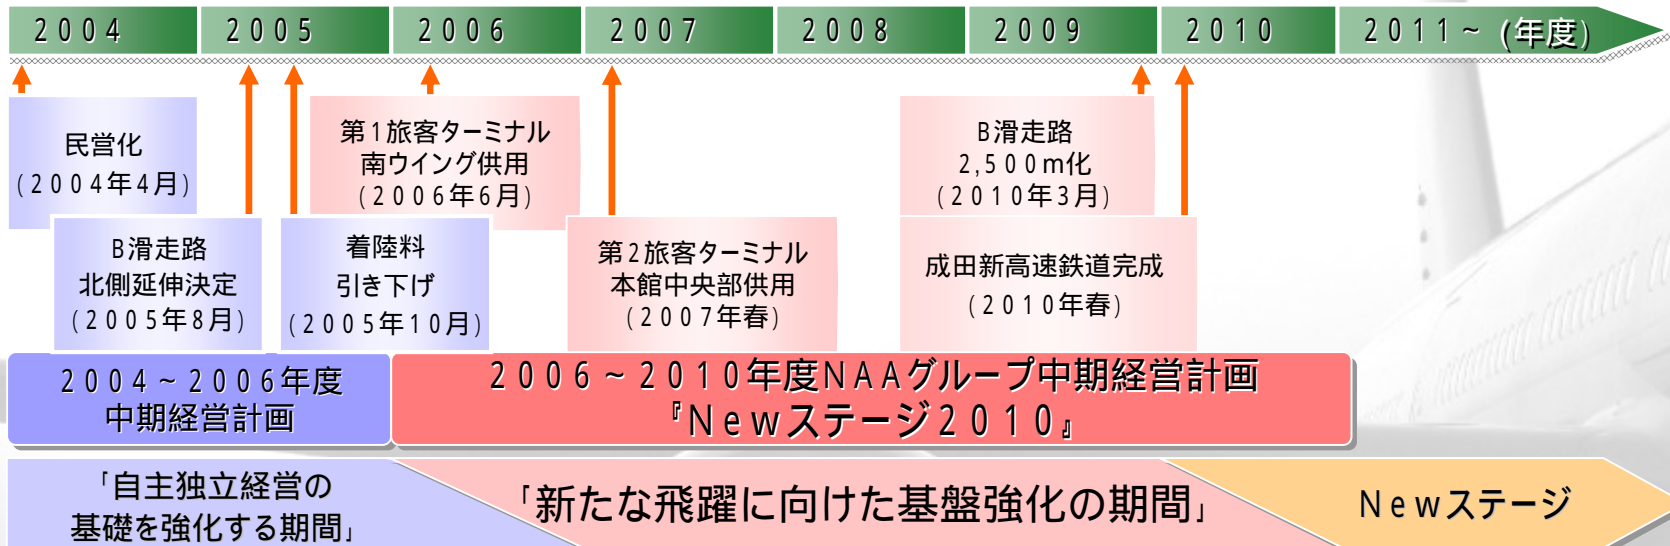 2004
2005
2006
2007
2008
2009
2010
2011~ (年度)
民営化
(2004年4月)
第1旅客ターミナル
南ウイング供用
(2006年6月)
B滑走路
2,500m化
(2010年3月)
B滑走路
北側延伸決定
(2005年8月)
着陸料
引き下げ
(2005年10月)
第2旅客ターミナル
本館中央部供用
(2007年春)
成田新高速鉄道完成
(2010年春)
2004~2006年度
中期経営計画
2006~2010年度NAAグループ中期経営計画
『Newステージ2010』
「自主独立経営の
基礎を強化する期間」
「新たな飛躍に向けた基盤強化の期間」
Newステージ